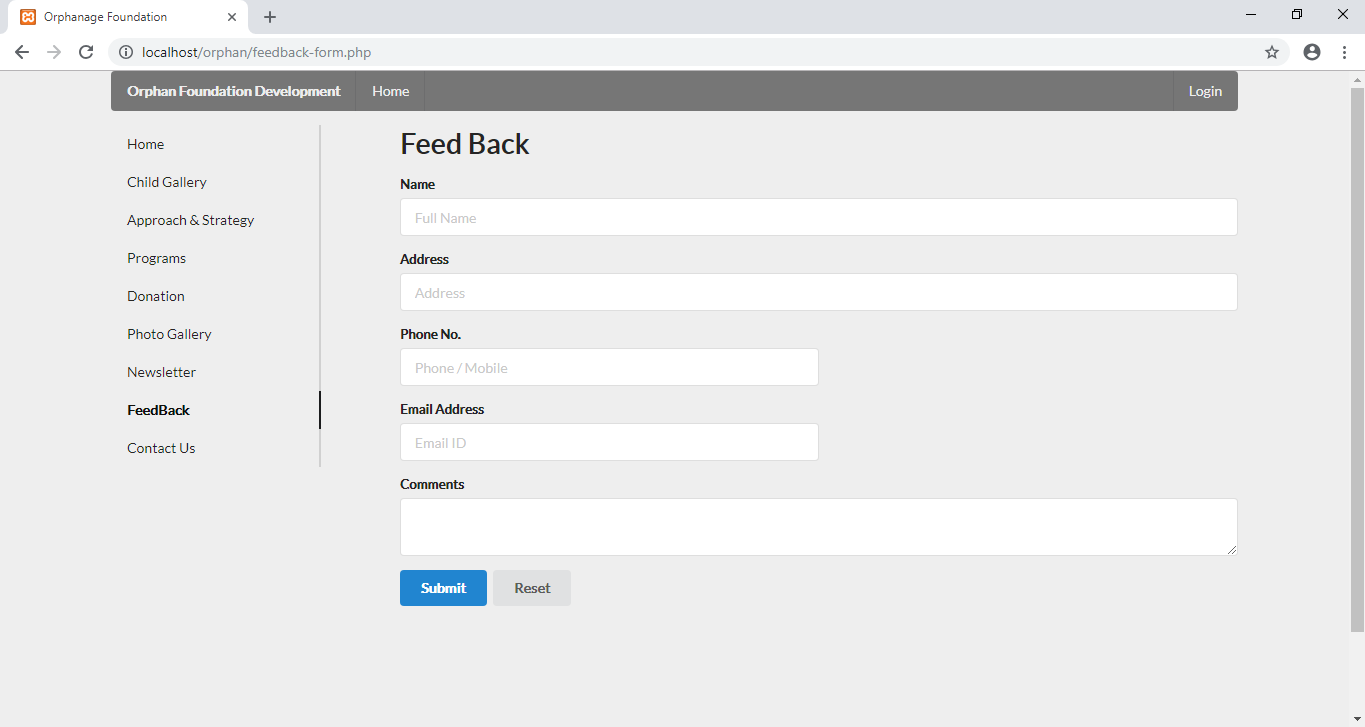 Orphanage Foundation
localhost/orphan/feedback-form.php
Orphan Foundation Development Home Login
Home
Child Gallery
Approach & Strategy
Programs
Donation
Photo Gallery
Newsletter
FeedBack
Contact Us
Feed Back
Name
Full Name
Address
Address
Phone No.
Phone / Mobile
Email Address
Email ID
Comments
Submit Reset